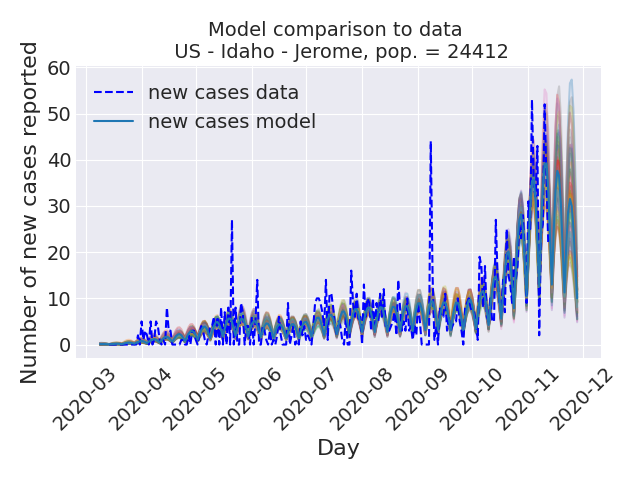 Model comparison to data
US - Idaho - Jerome, pop. = 24412
Number of new cases reported
60
50
40
30
20
10
0
new cases data
new cases model
2020-03
2020-04
2020-05
2020-06
2020-07
2020-08
2020-09
2020-10
2020-11
2020-12
Day